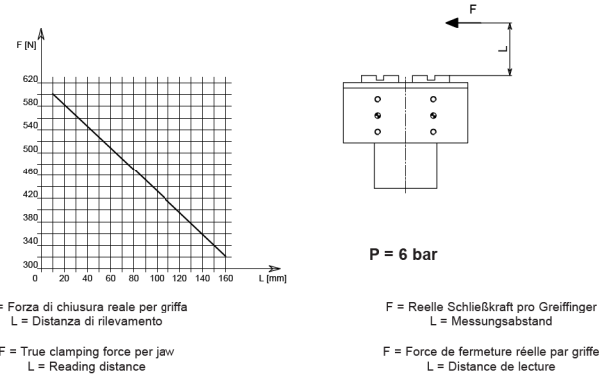 F
F [N]
L
620
580
540
500
460
420
380
340
300
0 20 40 60 80 100 120 140 160 L [mm]
P = 6 bar
= Forza di chiusura reale per griffa
L = Distanza di rilevamento
F = True clamping force per jaw
L = Reading distance
F = Reelle Schließkraft pro Greiffinger
L = Messungsabstand
F = Force de fermeture réelle par griffe
L = Distance de lecture